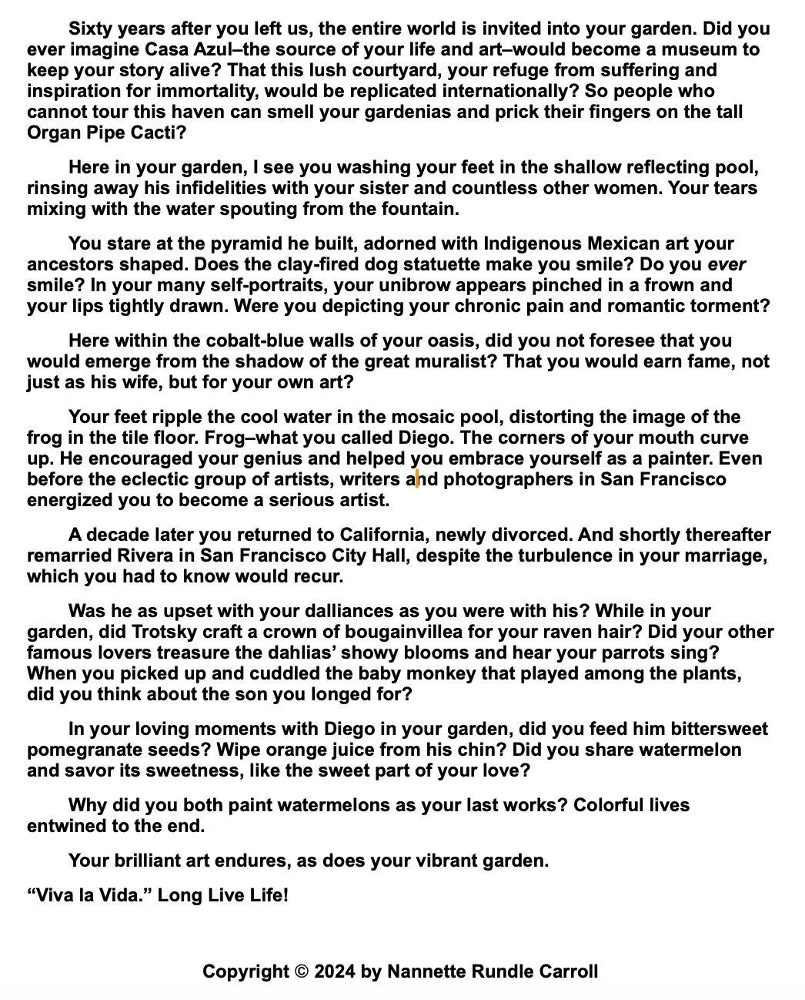 Sixty years after you left us, the entire world is invited into your garden. Did you
ever imagine Casa Azul–the source of your life and art–would become a museum to
keep your story alive? That this lush courtyard, your refuge from suffering and
inspiration for immortality, would be replicated internationally? So people who
cannot tour this haven can smell your gardenias and prick their fingers on the tall
Organ Pipe Cacti?
Here in your garden, I see you washing your feet in the shallow reflecting pool,
rinsing away his infidelities with your sister and countless other women. Your tears
mixing with the water spouting from the fountain.
You stare at the pyramid he built, adorned with Indigenous Mexican art your
ancestors shaped. Does the clay-fired dog statuette make you smile? Do you ever
smile? In your many self-portraits, your unibrow appears pinched in a frown and
your lips tightly drawn. Were you depicting your chronic pain and romantic torment?
Here within the cobalt-blue walls of your oasis, did you not foresee that you
would emerge from the shadow of the great muralist? That you would earn fame, not
just as his wife, but for your own art?
Your feet ripple the cool water in the mosaic pool, distorting the image of the
frog in the tile floor. Frog–what you called Diego. The corners of your mouth curve
up. He encouraged your genius and helped you embrace yourself as a painter. Even
before the eclectic group of artists, writers and photographers in San Francisco
energized you to become a serious artist.
A decade later you returned to California, newly divorced. And shortly thereafter
remarried Rivera in San Francisco City Hall, despite the turbulence in your marriage,
which you had to know would recur.
Was he as upset with your dalliances as you were with his? While in your
garden, did Trotsky craft a crown of bougainvillea for your raven hair? Did your other
famous lovers treasure the dahlias’ showy blooms and hear your parrots sing?
When you picked up and cuddled the baby monkey that played among the plants,
did you think about the son you longed for?
In your loving moments with Diego in your garden, did you feed him bittersweet
pomegranate seeds? Wipe orange juice from his chin? Did you share watermelon
and savor its sweetness, like the sweet part of your love?
Why did you both paint watermelons as your last works? Colorful lives
entwined to the end.
Your brilliant art endures, as does your vibrant garden.
“Viva la Vida.” Long Live Life!
Copyright © 2024 by Nannette Rundle Carroll